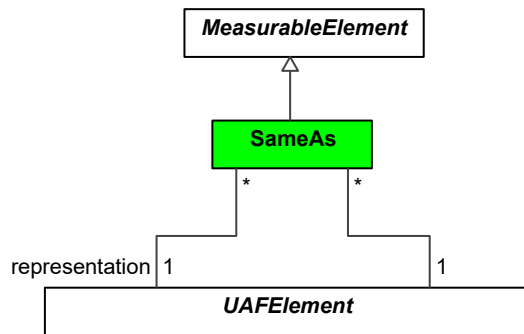 MeasurableElement
SameAs
* *
representation 1 1
UAFElement